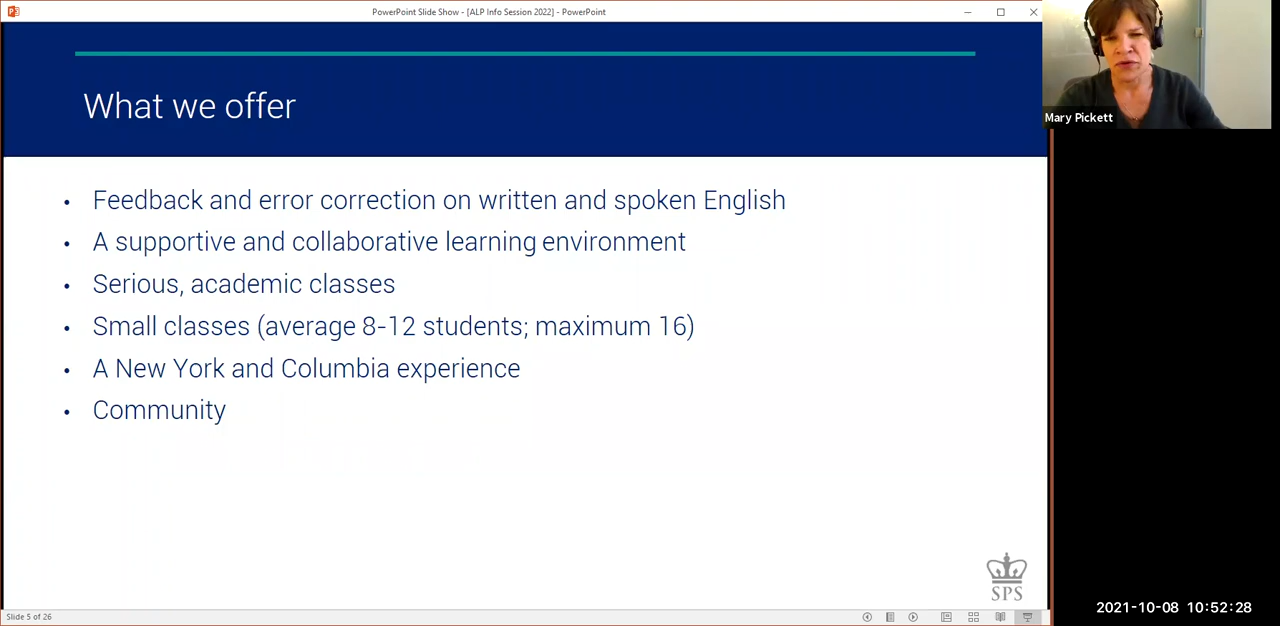 PowerPoint Slide Show - [ALP Info Session 2022] - PowerPoint
What we offer
• Feedback and error correction on written and spoken English
• A supportive and collaborative learning environment
• Serious, academic classes
• Small classes (average 8-12 students; maximum 16)
• A New York and Columbia experience
• Community
SPS
Slide 5 of 26
Mary Pickett
2021-10-08 10:52:28